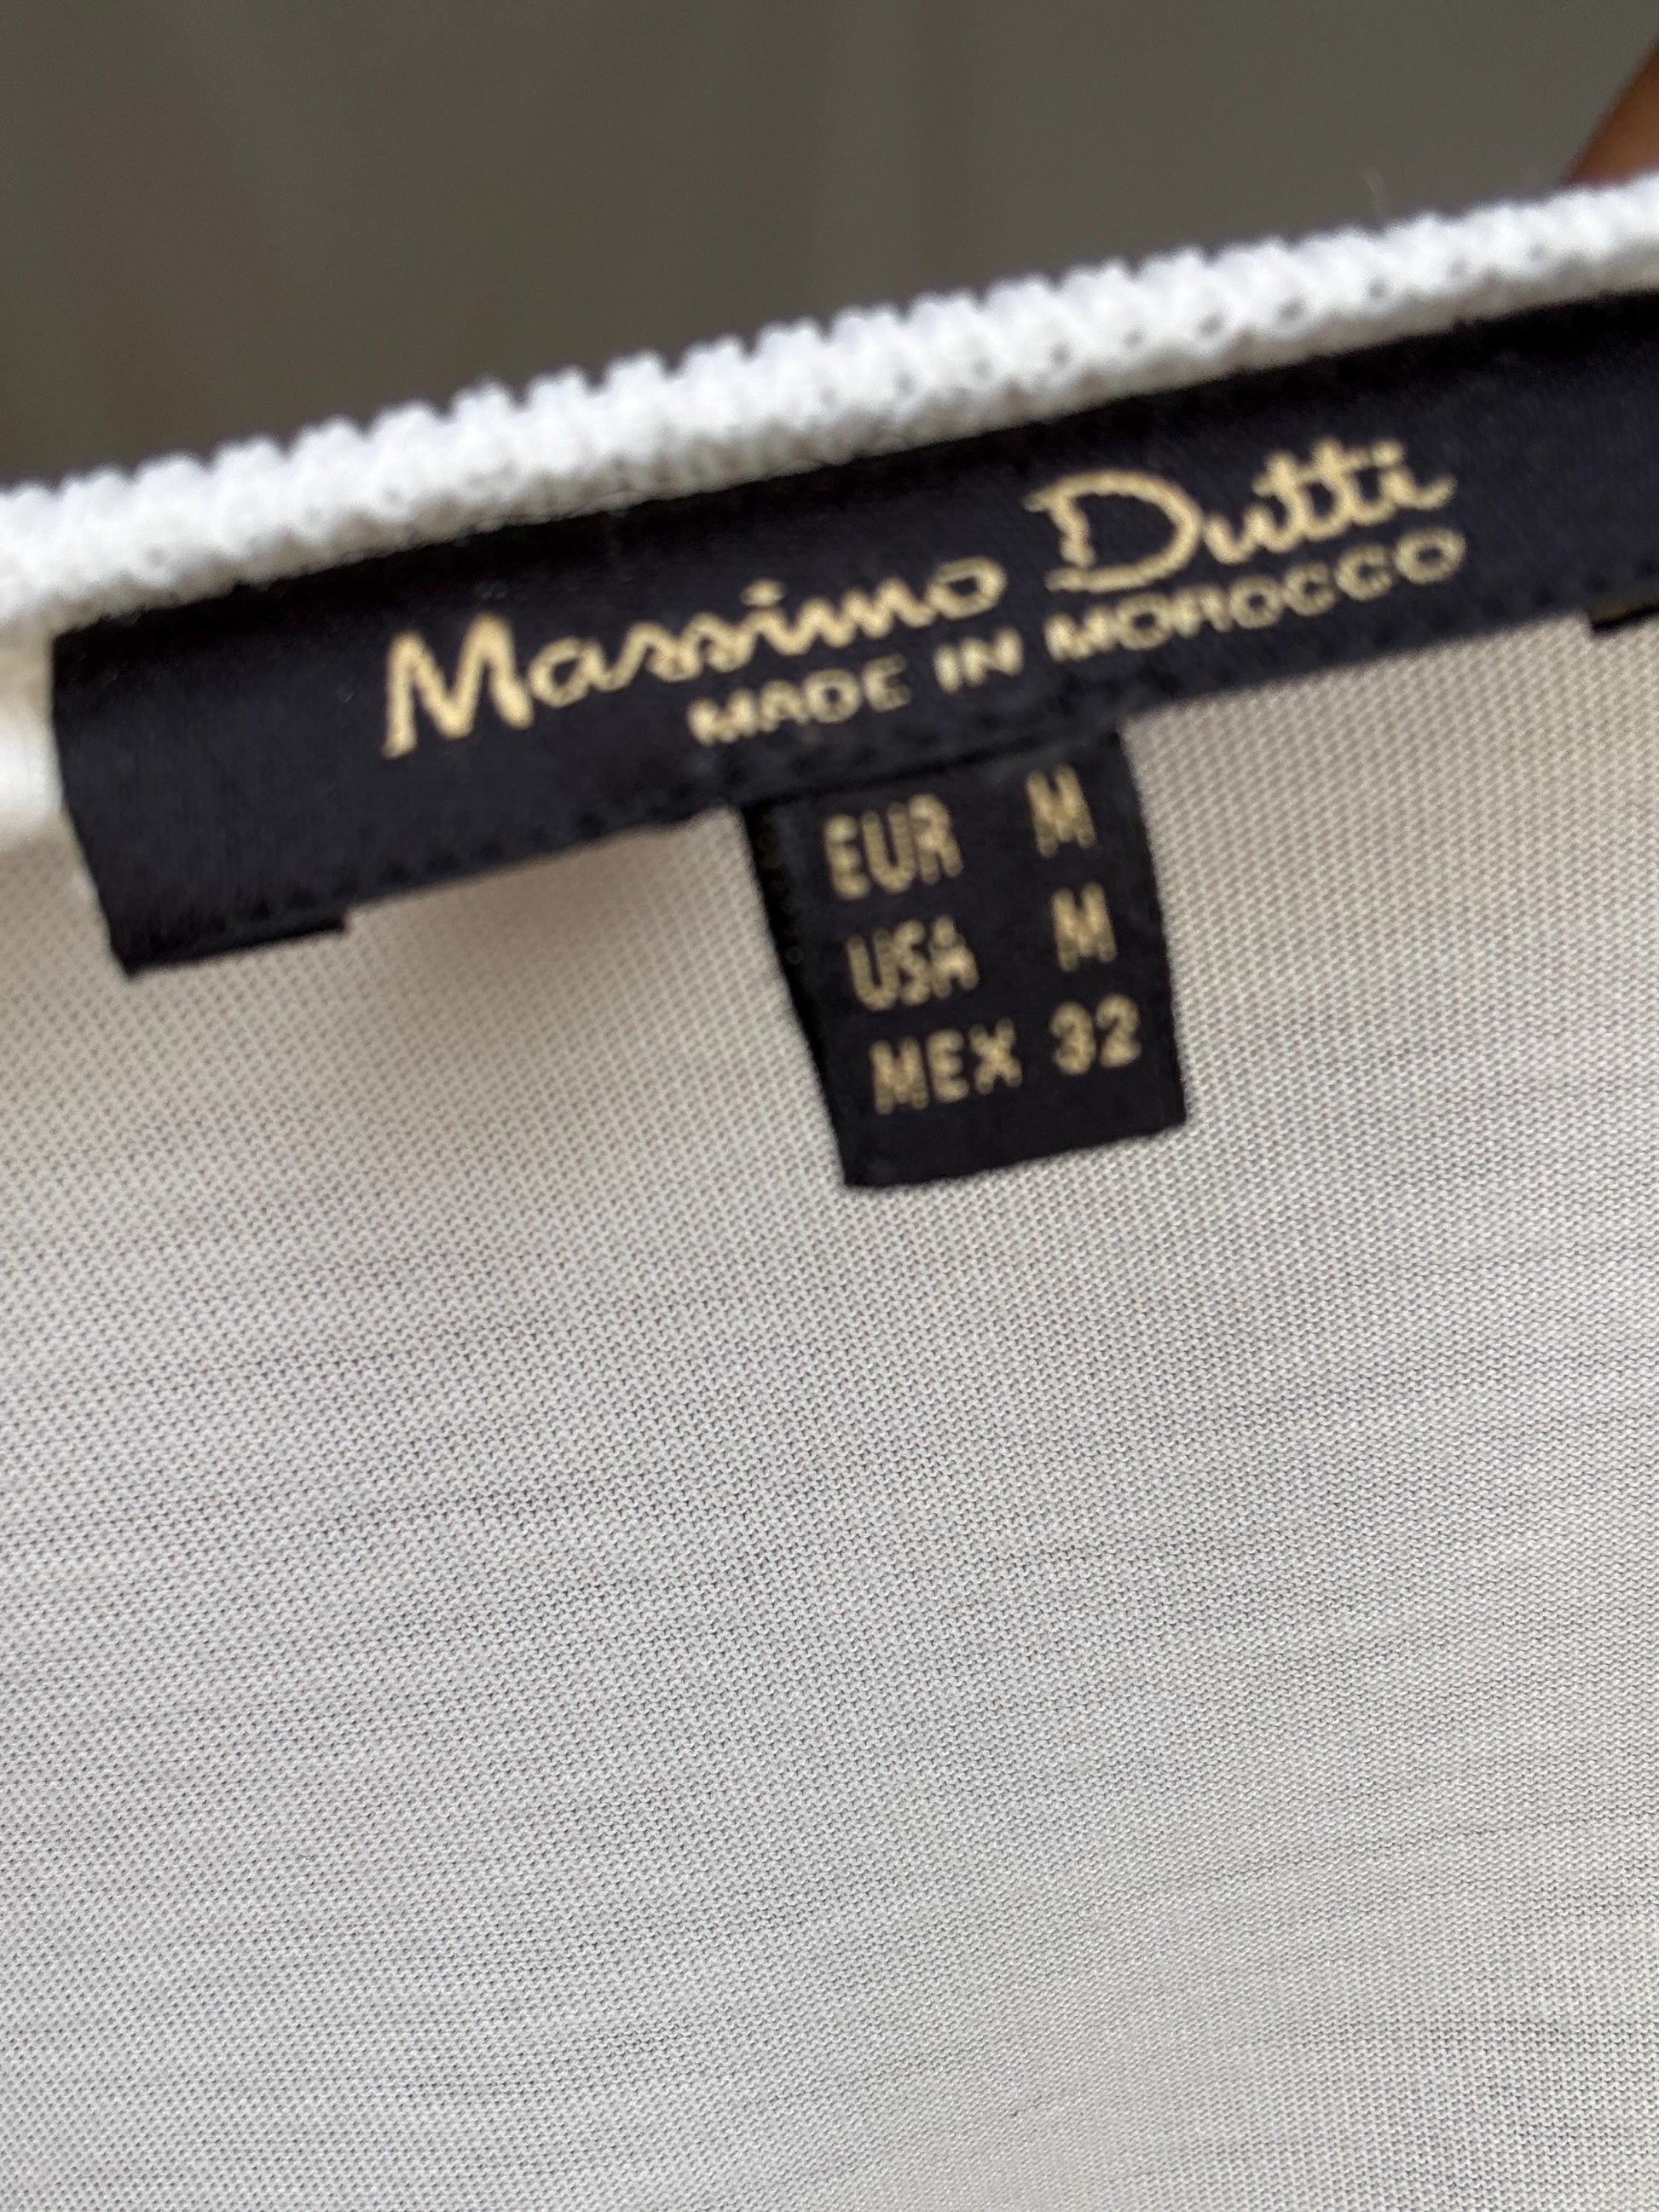 Massimo Dutti
MADE IN MOROCCO
EUR M
USA M
MEX 32